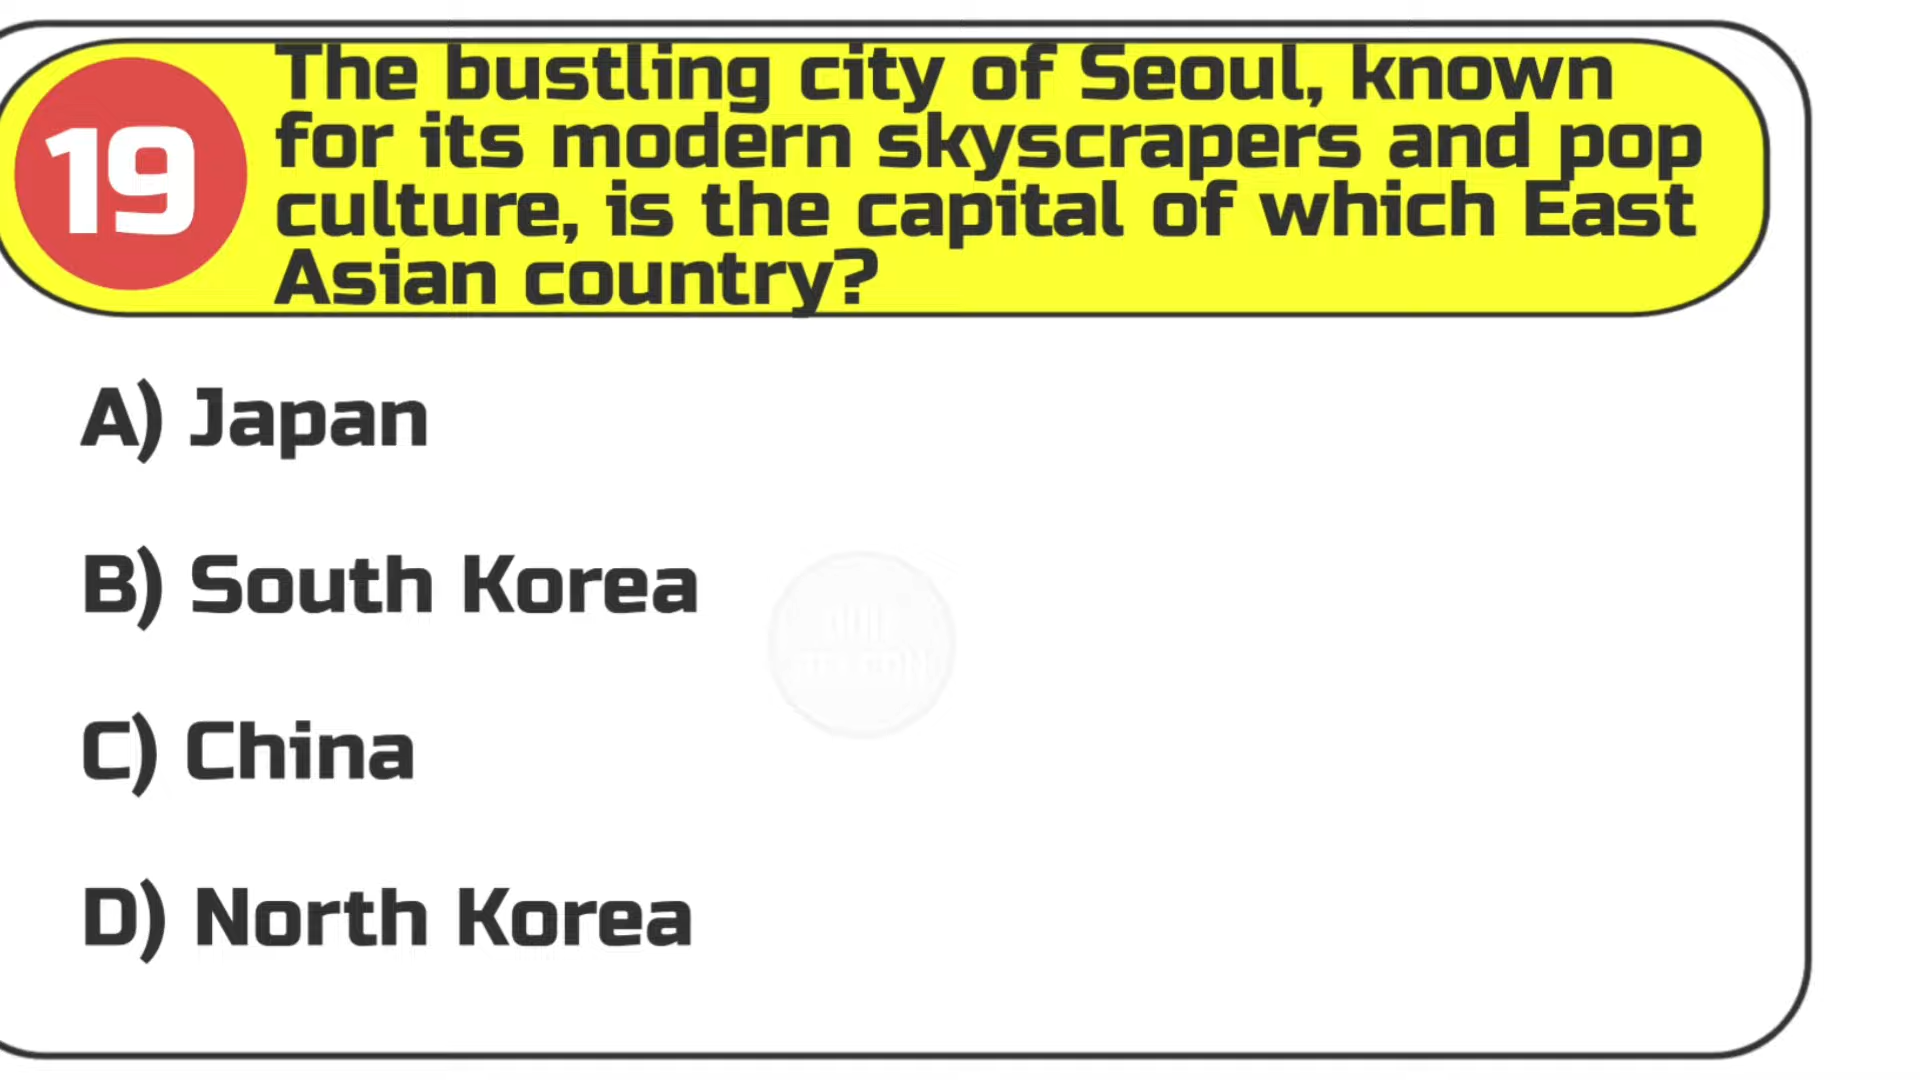 19
The bustling city of Seoul, known
for its modern skyscrapers and pop
culture, is the capital of which East
Asian country?
A) Japan
B) South Korea
C) China
D) North Korea